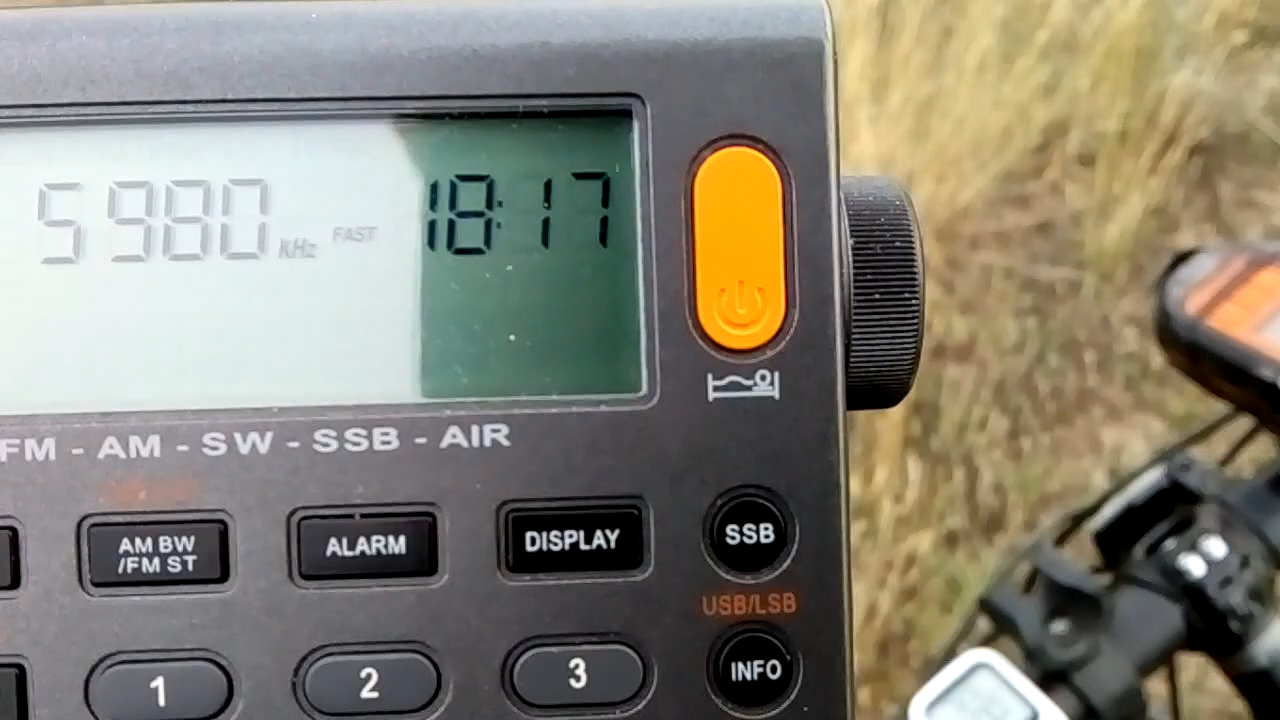 5980 kHz FAST 18:17
FM - AM - SW - SSB - AIR
AM BW
/FM ST
ALARM
DISPLAY
SSB
USB/LSB
1
2
3
INFO